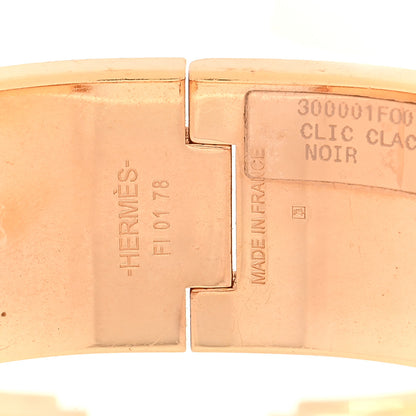 -HERMÈS-
FI 01 78
MADE IN FRANCE
300001F00
CLIC CLAC
NOIR